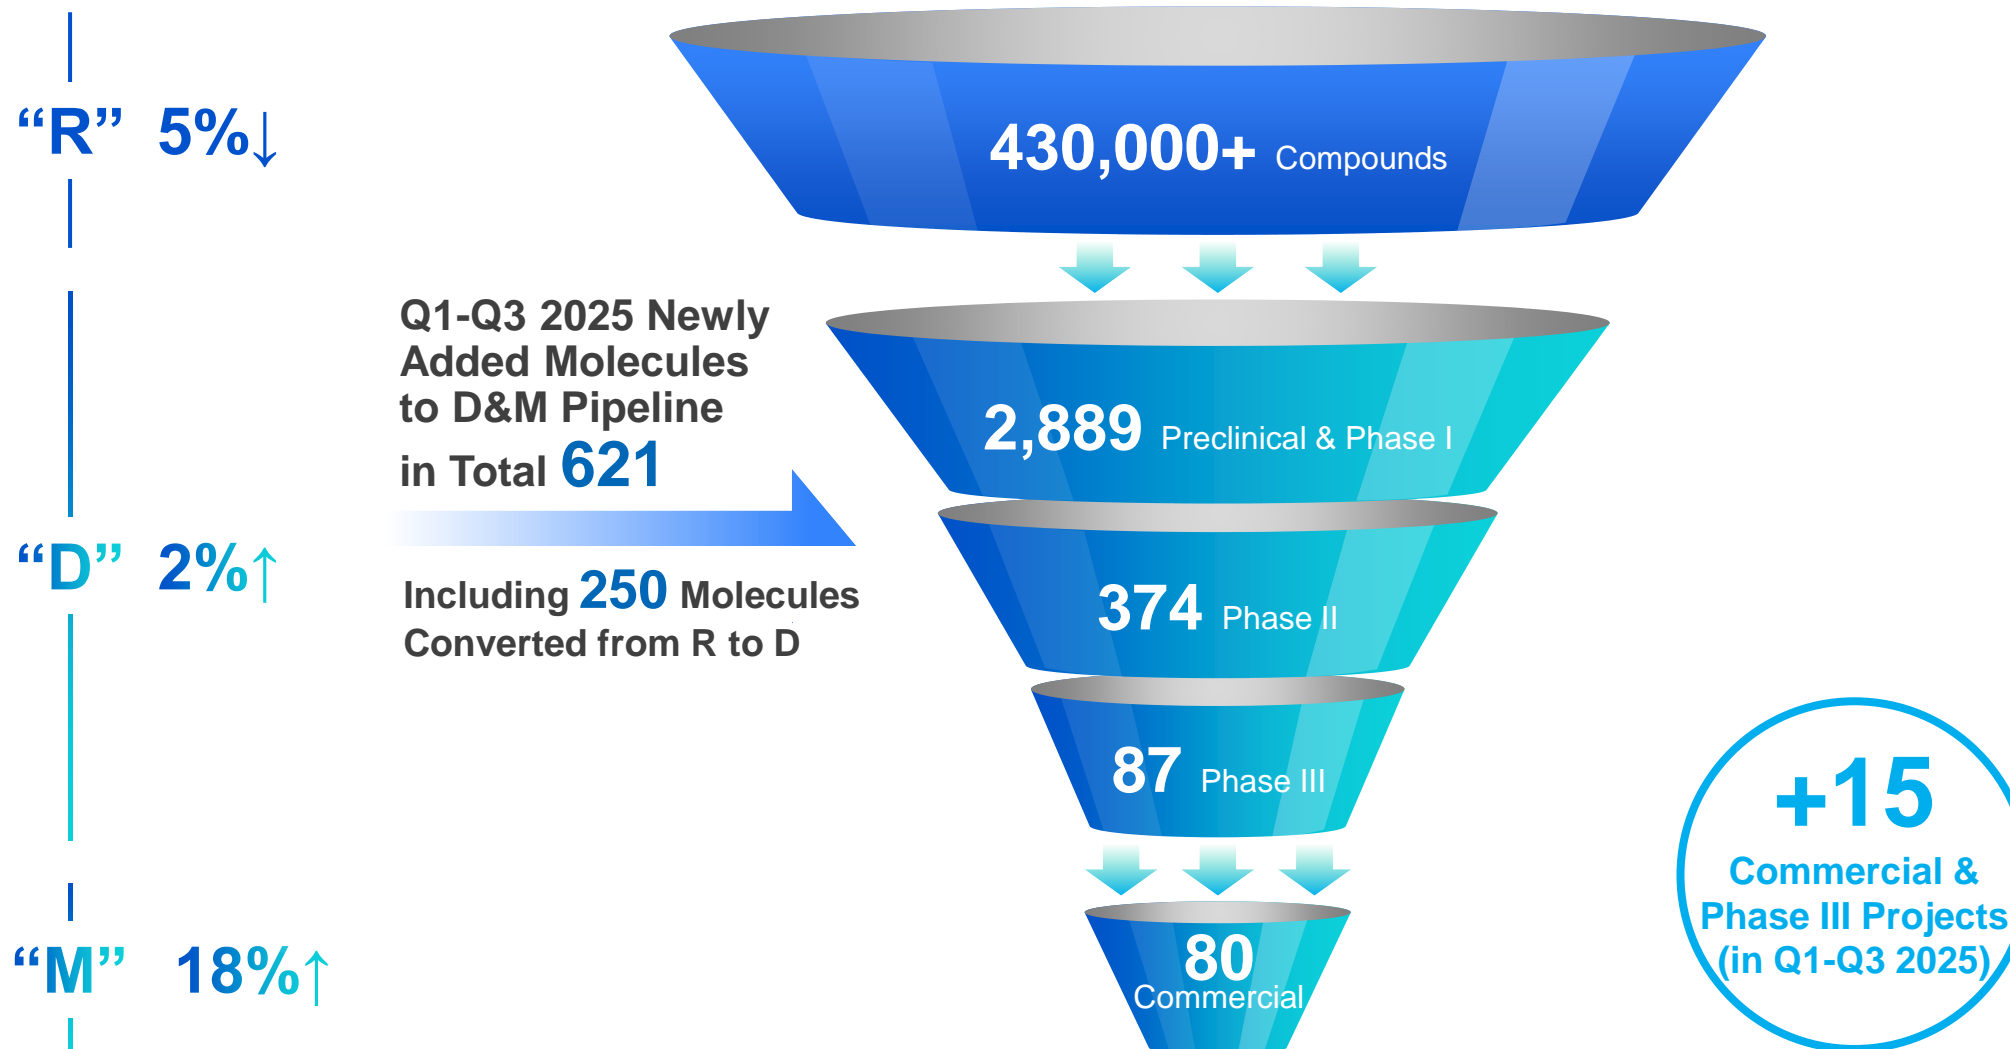 “R” 5%↓
430,000+ Compounds
Q1-Q3 2025 Newly
Added Molecules
to D&M Pipeline
in Total 621
2,889 Preclinical & Phase I
“D” 2%↑
Including 250 Molecules
Converted from R to D
374 Phase II
87 Phase III
+15
Commercial &
Phase III Projects
(in Q1-Q3 2025)
“M” 18%↑
80
Commercial